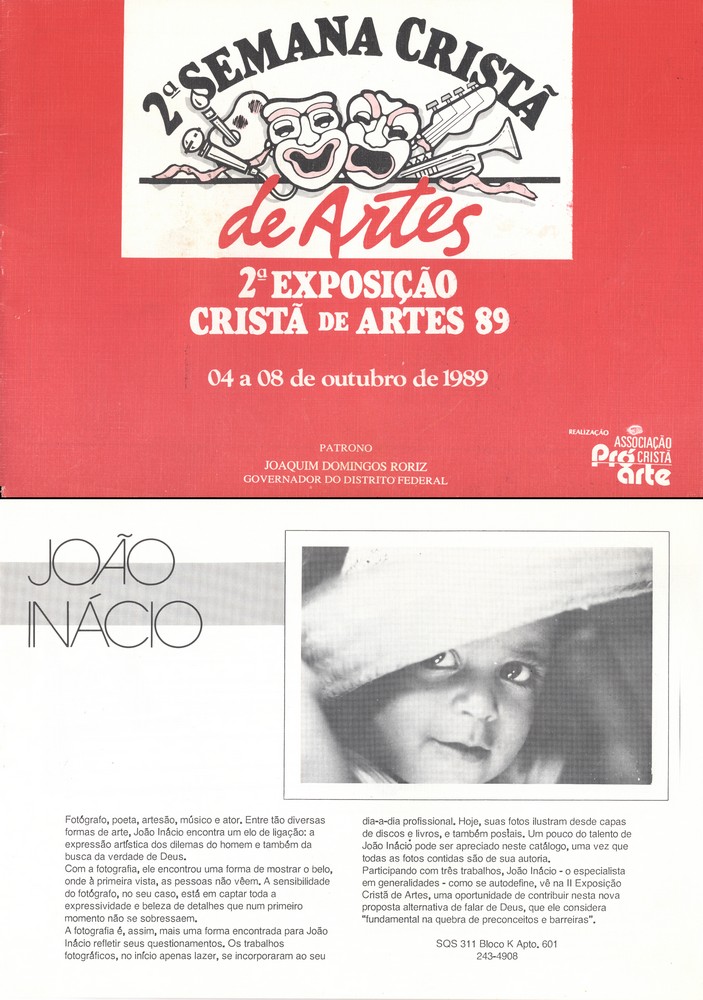 2ª SEMANA CRISTÃ
de Artes
2ª EXPOSIÇÃO
CRISTÃ DE ARTES 89
04 a 08 de outubro de 1989
PATRONO
JOAQUIM DOMINGOS RORIZ
GOVERNADOR DO DISTRITO FEDERAL
REALIZAÇÃO
ASSOCIAÇÃO
Pró CRISTÃ
arte
JOÃO
INÁCIO
Fotógrafo, poeta, artesão, músico e ator. Entre tão diversas
formas de arte, João Inácio encontra um elo de ligação: a
expressão artística dos dilemas do homem e também da
busca da verdade de Deus.
Com a fotografia, ele encontrou uma forma de mostrar o belo,
onde à primeira vista, as pessoas não vêem. A sensibilidade
do fotógrafo, no seu caso, está em captar toda a
expressividade e beleza de detalhes que num primeiro
momento não se sobressaem.
A fotografia é, assim, mais uma forma encontrada para João
Inácio refletir seus questionamentos. Os trabalhos
fotográficos, no início apenas lazer, se incorporaram ao seu
dia-a-dia profissional. Hoje, suas fotos ilustram desde capas
de discos e livros, e também postais. Um pouco do talento de
João Inácio pode ser apreciado neste catálogo, uma vez que
todas as fotos contidas são de sua autoria.
Participando com três trabalhos, João Inácio - o especialista
em generalidades - como se autodefine, vê na II Exposição
Cristã de Artes, uma oportunidade de contribuir nesta nova
proposta alternativa de falar de Deus, que ele considera
"fundamental na quebra de preconceitos e barreiras".
SQS 311 Bloco K Apto. 601
243-4908